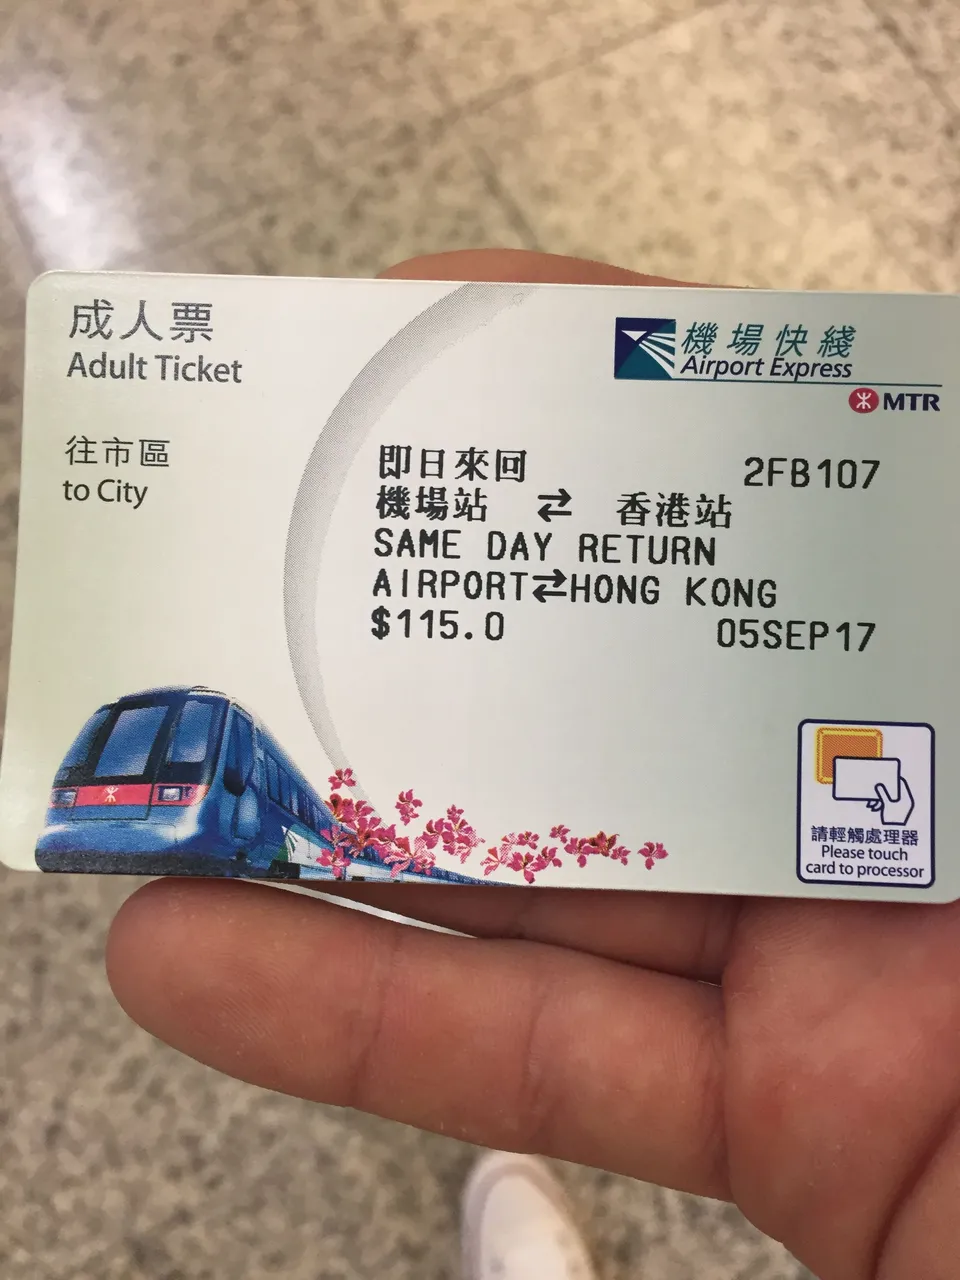 成人票
Adult Ticket
機場快綫
Airport Express
MTR
往市區
to City
即日來回 2FB107
機場站 ⇄ 香港站
SAME DAY RETURN
AIRPORT⇄HONG KONG
$115.0 05SEP17
請輕觸處理器
Please touch
card to processor